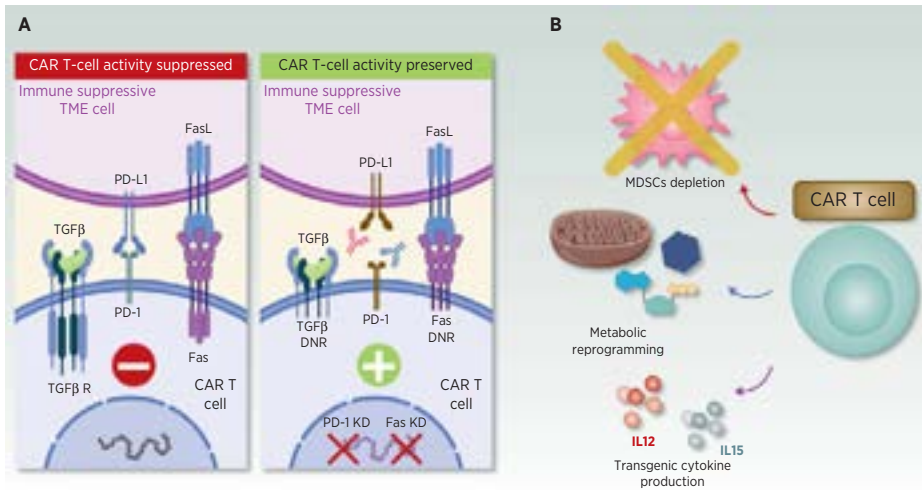 A
CAR T-cell activity suppressed
Immune suppressive
TME cell
FasL
PD-L1
TGFβ
PD-1
Fas
TGFβ R
CAR T
cell
CAR T-cell activity preserved
Immune suppressive
TME cell
FasL
PD-L1
TGFβ
TGFβ
DNR
PD-1
Fas
DNR
CAR T
cell
PD-1 KD
Fas KD
B
MDSCs depletion
CAR T cell
Metabolic
reprogramming
IL12
IL15
Transgenic cytokine
production